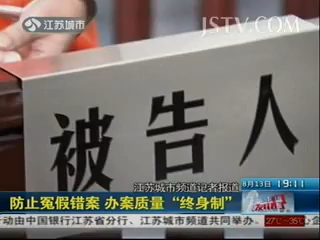 江苏城市
JSTV.COM
被告人
江苏城市频道记者报道
8月13日 19:11
防止冤假错案 办案质量“终身制”
动由中国银行江苏省分行、江苏城市频道共同举办。
27℃~35℃